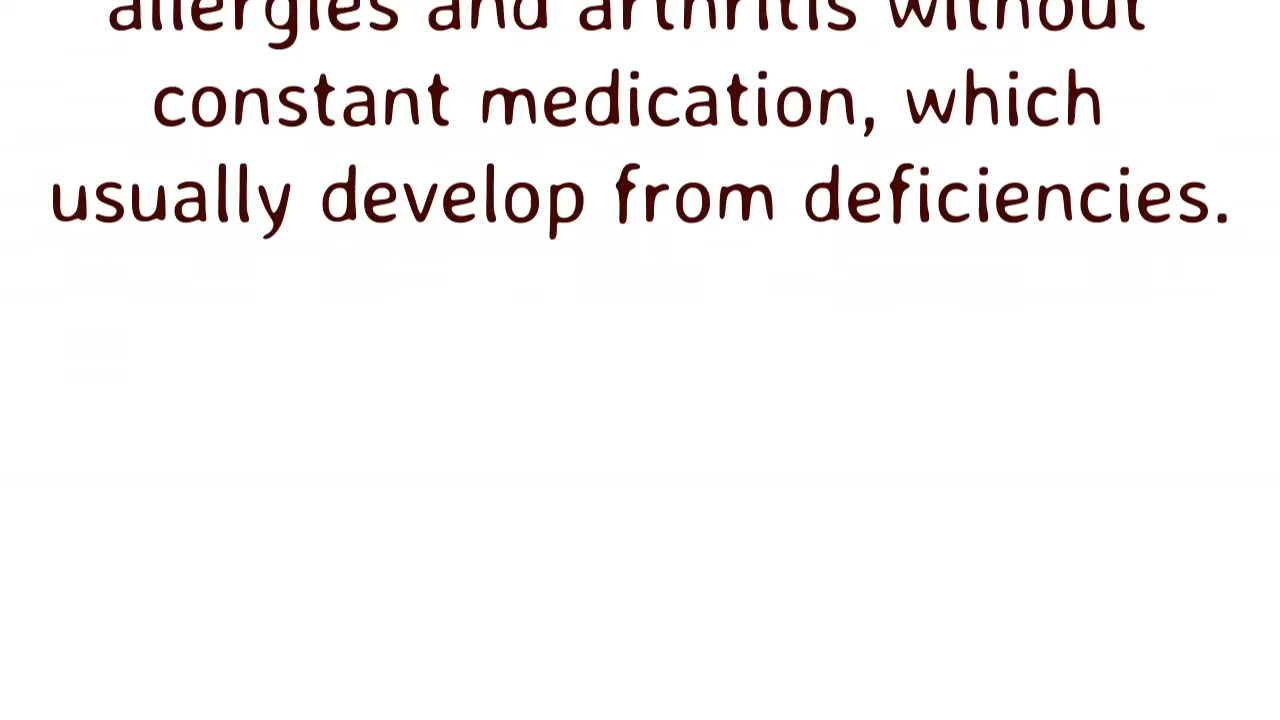 allergies and arthritis without
constant medication, which
usually develop from deficiencies.